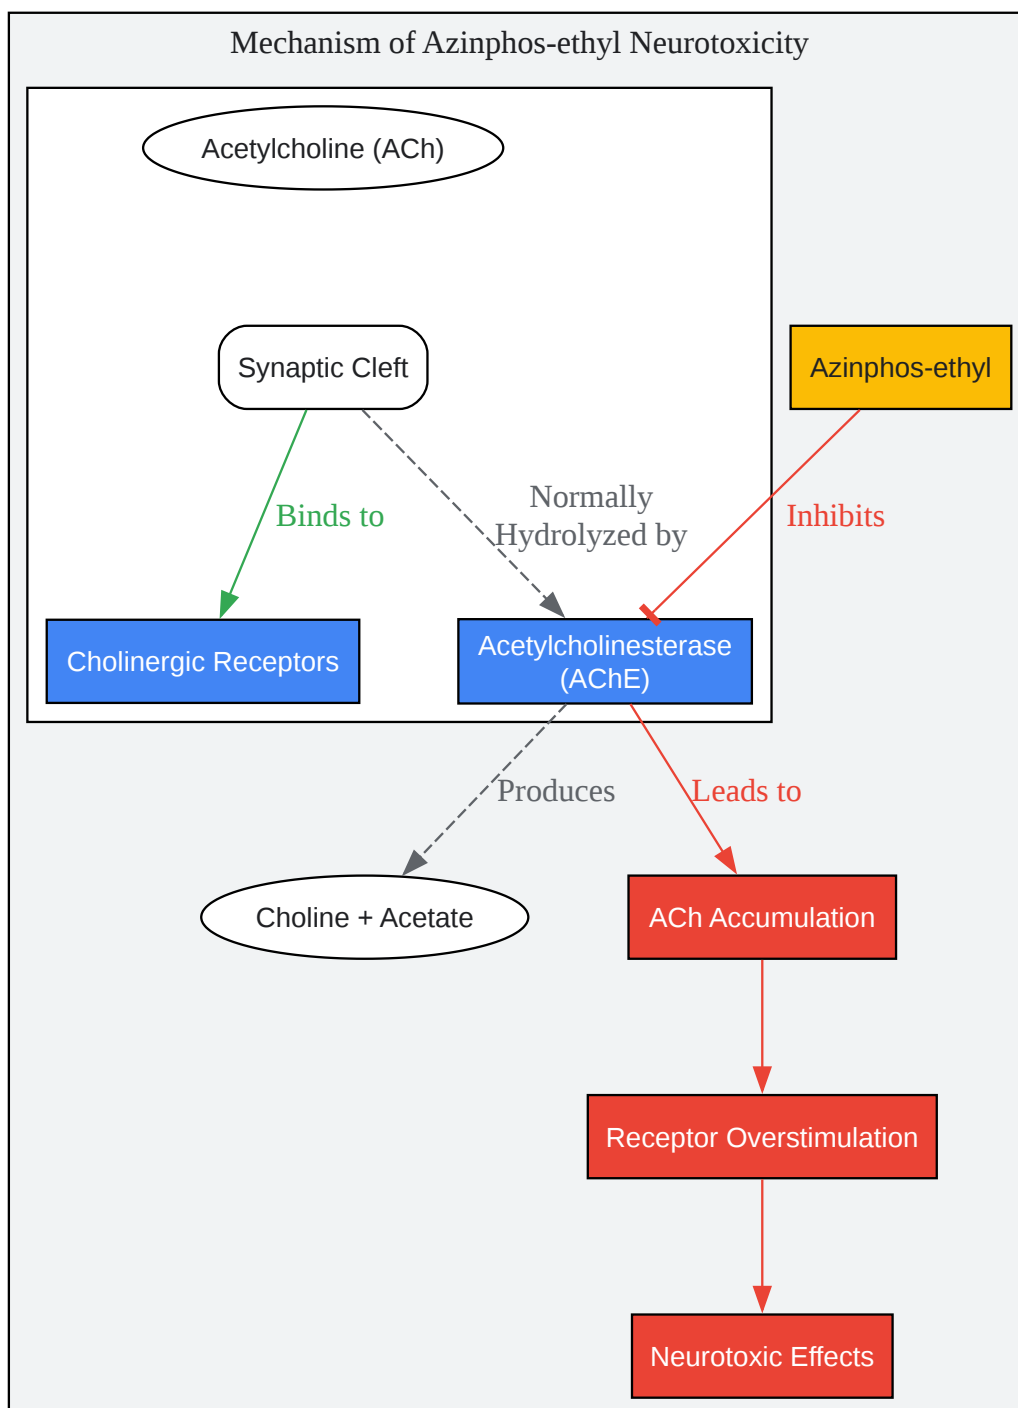 Mechanism of Azinphos-ethyl Neurotoxicity
Acetylcholine (ACh)
Synaptic Cleft
Azinphos-ethyl
Binds to
Normally
Hydrolyzed by
Inhibits
Cholinergic Receptors
Acetylcholinesterase
(AChE)
Produces
Leads to
Choline + Acetate
ACh Accumulation
Receptor Overstimulation
Neurotoxic Effects